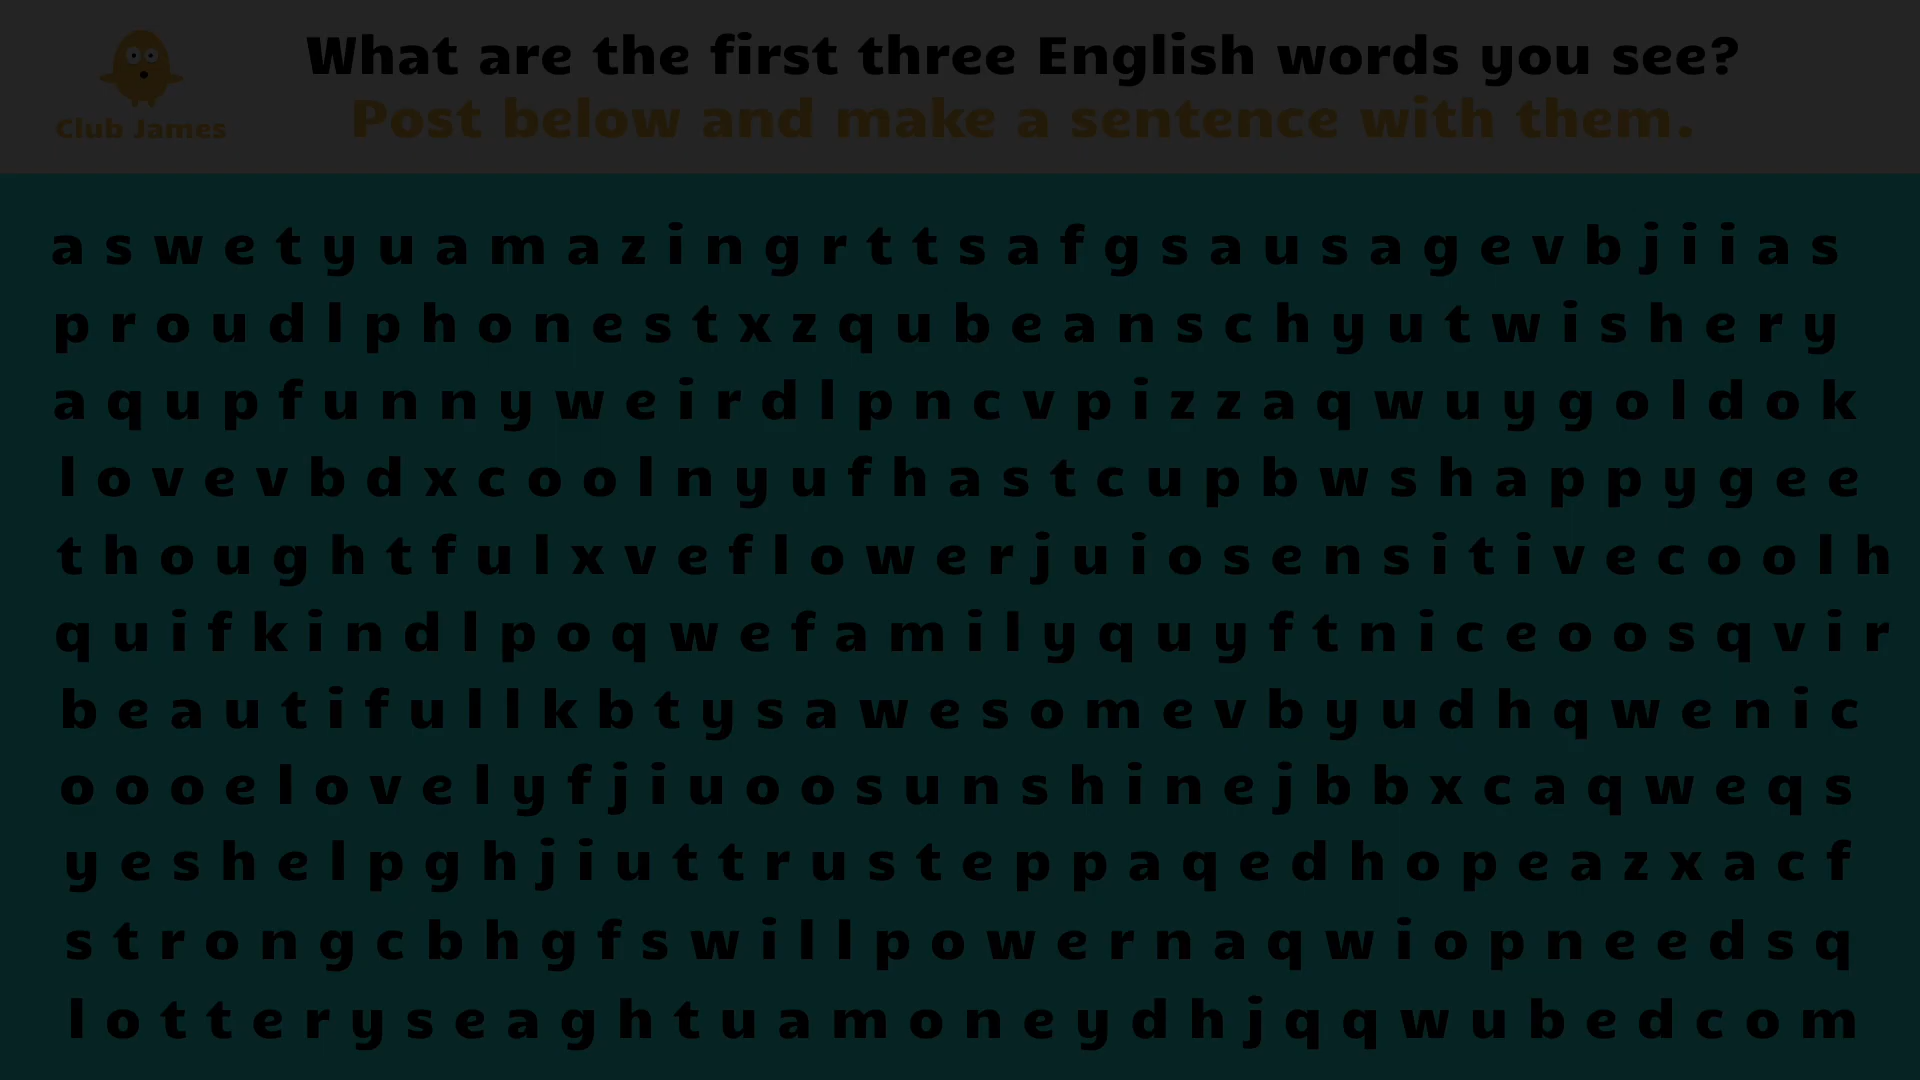 What are the first three English words you see?
Post below and make a sentence with them.
Club James
a s w e t y u a m a z i n g r t t s a f g s a u s a g e v b j i i a s
p r o u d l p h o n e s t x z q u b e a n s c h y u t w i s h e r y
a q u p f u n n y w e i r d l p n c v p i z z a q w u y g o l d o k
l o v e v b d x c o o l n y u f h a s t c u p b w s h a p p y g e e
t h o u g h t f u l x v e f l o w e r j u i o s e n s i t i v e c o o l h
q u i f k i n d l p o q w e f a m i l y q u y f t n i c e o o s q v i r
b e a u t i f u l l k b t y s a w e s o m e v b y u d h q w e n i c
o o o e l o v e l y f j i u o o s u n s h i n e j b b x c a q w e q s
y e s h e l p g h j i u t t r u s t e p p a q e d h o p e a z x a c f
s t r o n g c b h g f s w i l l p o w e r n a q w i o p n e e d s q
l o t t e r y s e a g h t u a m o n e y d h j q q w u b e d c o m